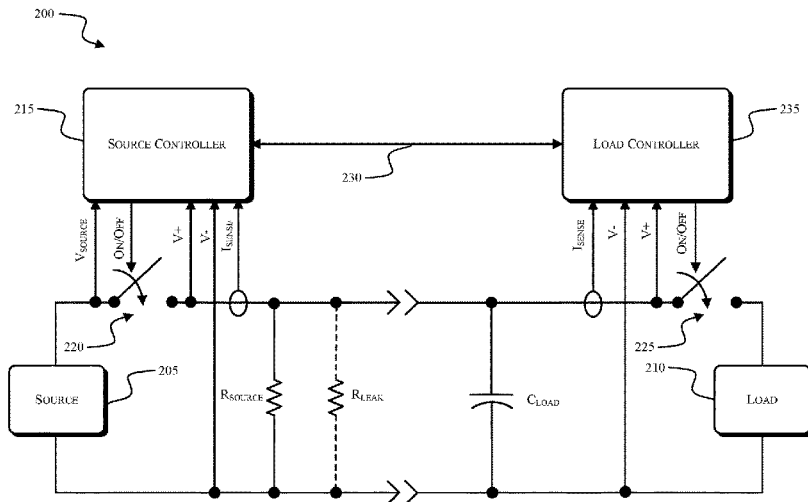 200
215
SOURCE CONTROLLER
LOAD CONTROLLER
235
230
VSOURCE
ON/OFF
V+
V-
ISENSE
ISENSE
V-
V+
ON/OFF
220
225
205
210
SOURCE
RSOURCE
RLEAK
CLOAD
LOAD